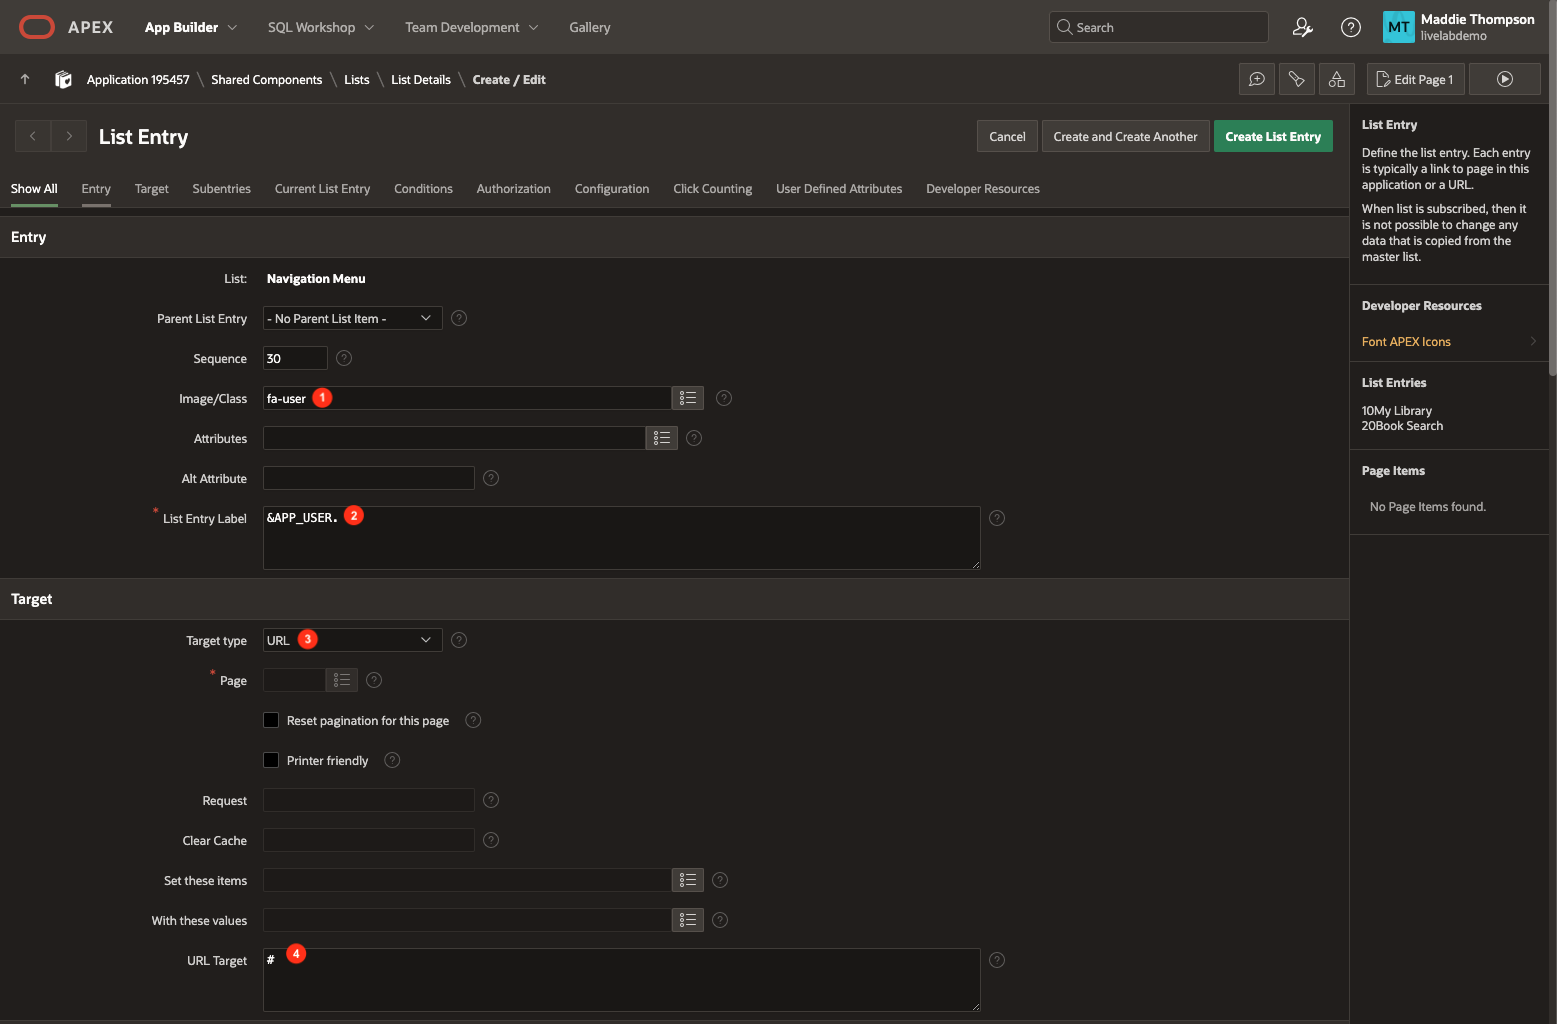 APEX
App Builder
SQL Workshop
Team Development
Gallery
Search
MT
Maddie Thompson
livelabdemo
Application 195457 \ Shared Components \ Lists \ List Details \ Create / Edit
Edit Page 1
List Entry
Cancel
Create and Create Another
Create List Entry
Show All
Entry
Target
Subentries
Current List Entry
Conditions
Authorization
Configuration
Click Counting
User Defined Attributes
Developer Resources
Entry
List: Navigation Menu
Parent List Entry - No Parent List Item -
Sequence 30
Image/Class fa-user 1
Attributes
Alt Attribute
* List Entry Label &APP_USER. 2
Target
Target type URL 3
* Page
Reset pagination for this page
Printer friendly
Request
Clear Cache
Set these items
With these values
URL Target # 4
List Entry
Define the list entry. Each entry
is typically a link to page in this
application or a URL.
When list is subscribed, then it
is not possible to change any
data that is copied from the
master list.
Developer Resources
Font APEX Icons
List Entries
10My Library
20Book Search
Page Items
No Page Items found.